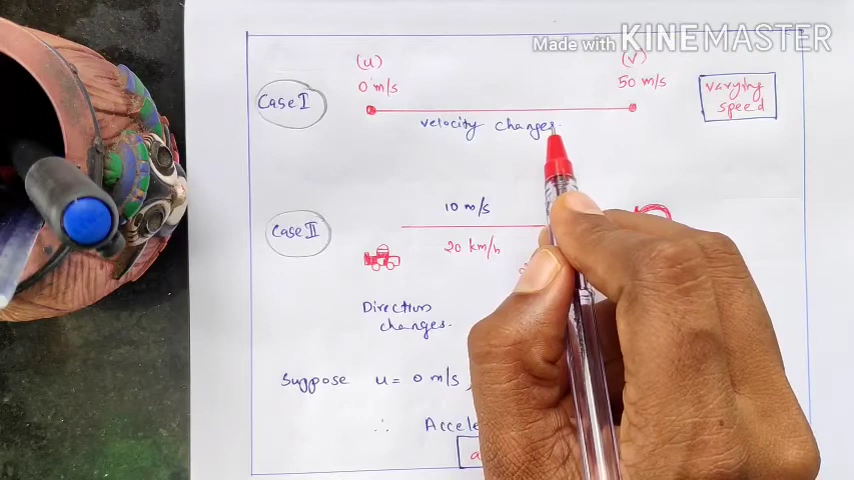 Made with KINEMASTER
(u) (v)
Case I 0 m/s 50 m/s varying
speed
velocity changes.
Case II 10 m/s
20 km/h
Direction
changes.
Suppose u = 0 m/s,
∴